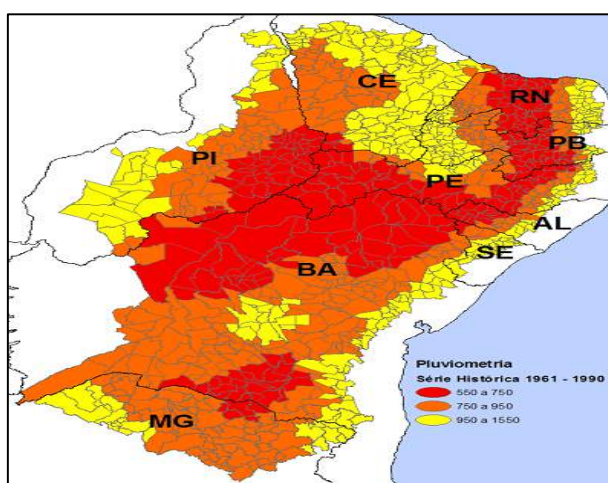 CE
RN
PI
PB
PE
AL
SE
BA
Pluviometria
Série Histórica 1961 - 1990
550 a 750
750 a 950
950 a 1550
MG